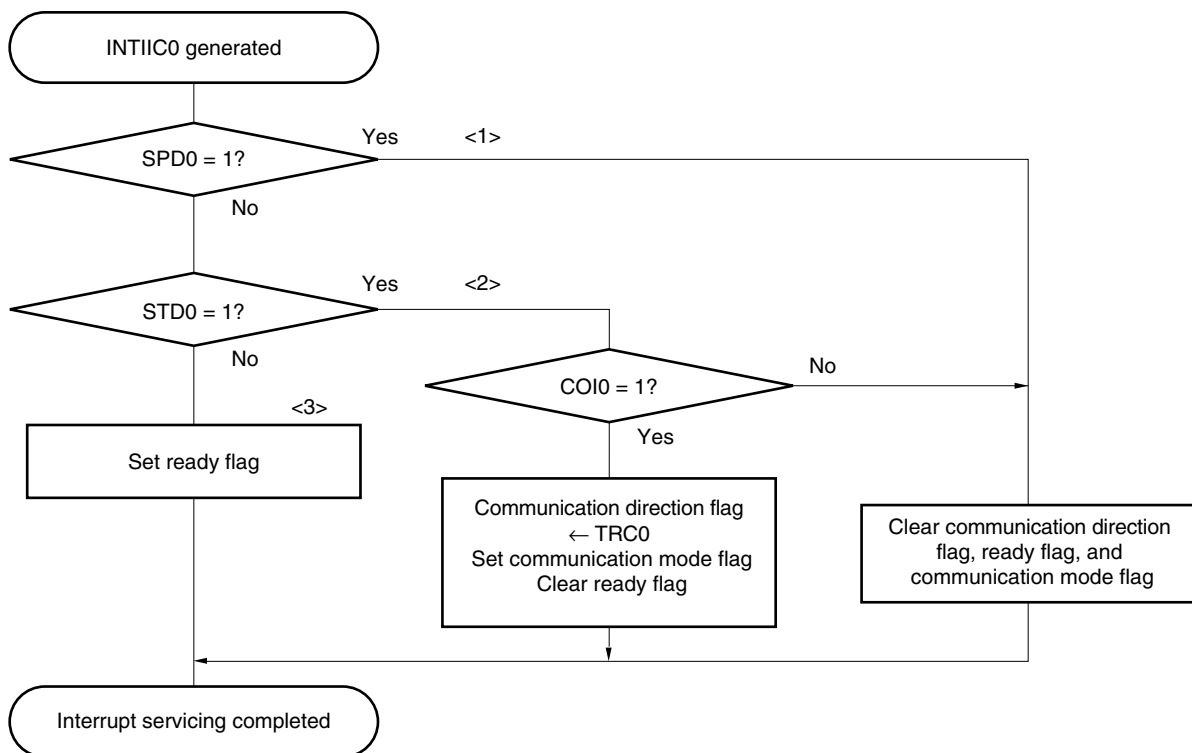 INTIIC0 generated
Yes
<1>
SPD0 = 1?
No
Yes
<2>
STD0 = 1?
No
COI0 = 1?
No
<3>
Yes
Set ready flag
Communication direction flag
← TRC0
Set communication mode flag
Clear ready flag
Clear communication direction
flag, ready flag, and
communication mode flag
Interrupt servicing completed